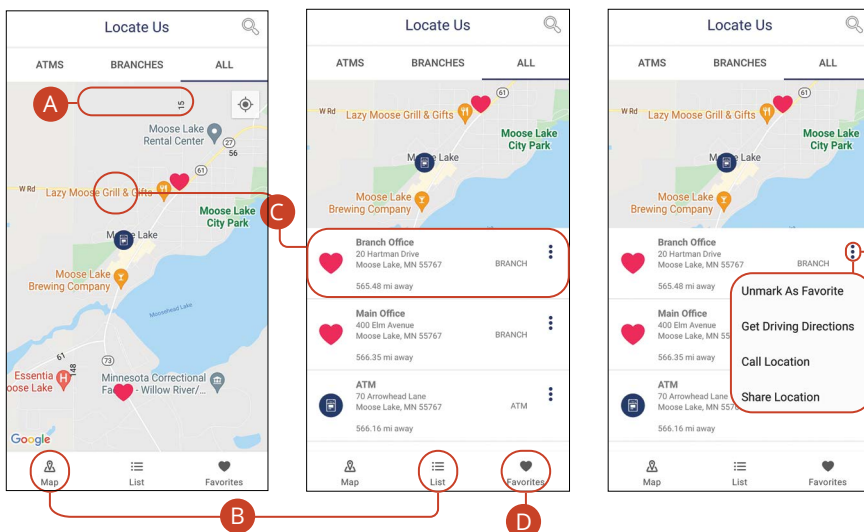 Locate Us
ATMS BRANCHES ALL
A
15
Moose Lake
Rental Center
27
56
61
W Rd
Lazy Moose Grill & Gifts
Moose Lake
City Park
Moose Lake
Moose Lake
Brewing Company
Moosehead Lake
61
148
73
Essentia
oose Lake
H
Minnesota Correctional
Fa - Willow River/...
Google
Map List Favorites
B
C
Locate Us
ATMS BRANCHES ALL
61
W Rd
Lazy Moose Grill & Gifts
Moose Lake
City Park
Moose Lake
Moose Lake
Brewing Company
Branch Office
20 Hartman Drive
Moose Lake, MN 55767
BRANCH
565.48 mi away
Main Office
400 Elm Avenue
Moose Lake, MN 55767
BRANCH
566.35 mi away
ATM
70 Arrowhead Lane
Moose Lake, MN 55767
ATM
566.16 mi away
Map List Favorites
D
Locate Us
ATMS BRANCHES ALL
61
W Rd
Lazy Moose Grill & Gifts
Moose Lake
City Park
Moose Lake
Moose Lake
Brewing Company
Branch Office
20 Hartman Drive
Moose Lake, MN 55767
BRANCH
565.48 mi away
Main Office
400 Elm Avenue
Moose Lake, MN 55
566.35 mi away
ATM
70 Arrowhead Lane
Moose Lake, MN 5576
566.16 mi away
Unmark As Favorite
Get Driving Directions
Call Location
Share Location
Map List Favorites